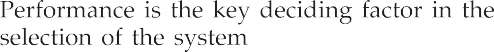 Performance is the key deciding factor in the
selection of the system